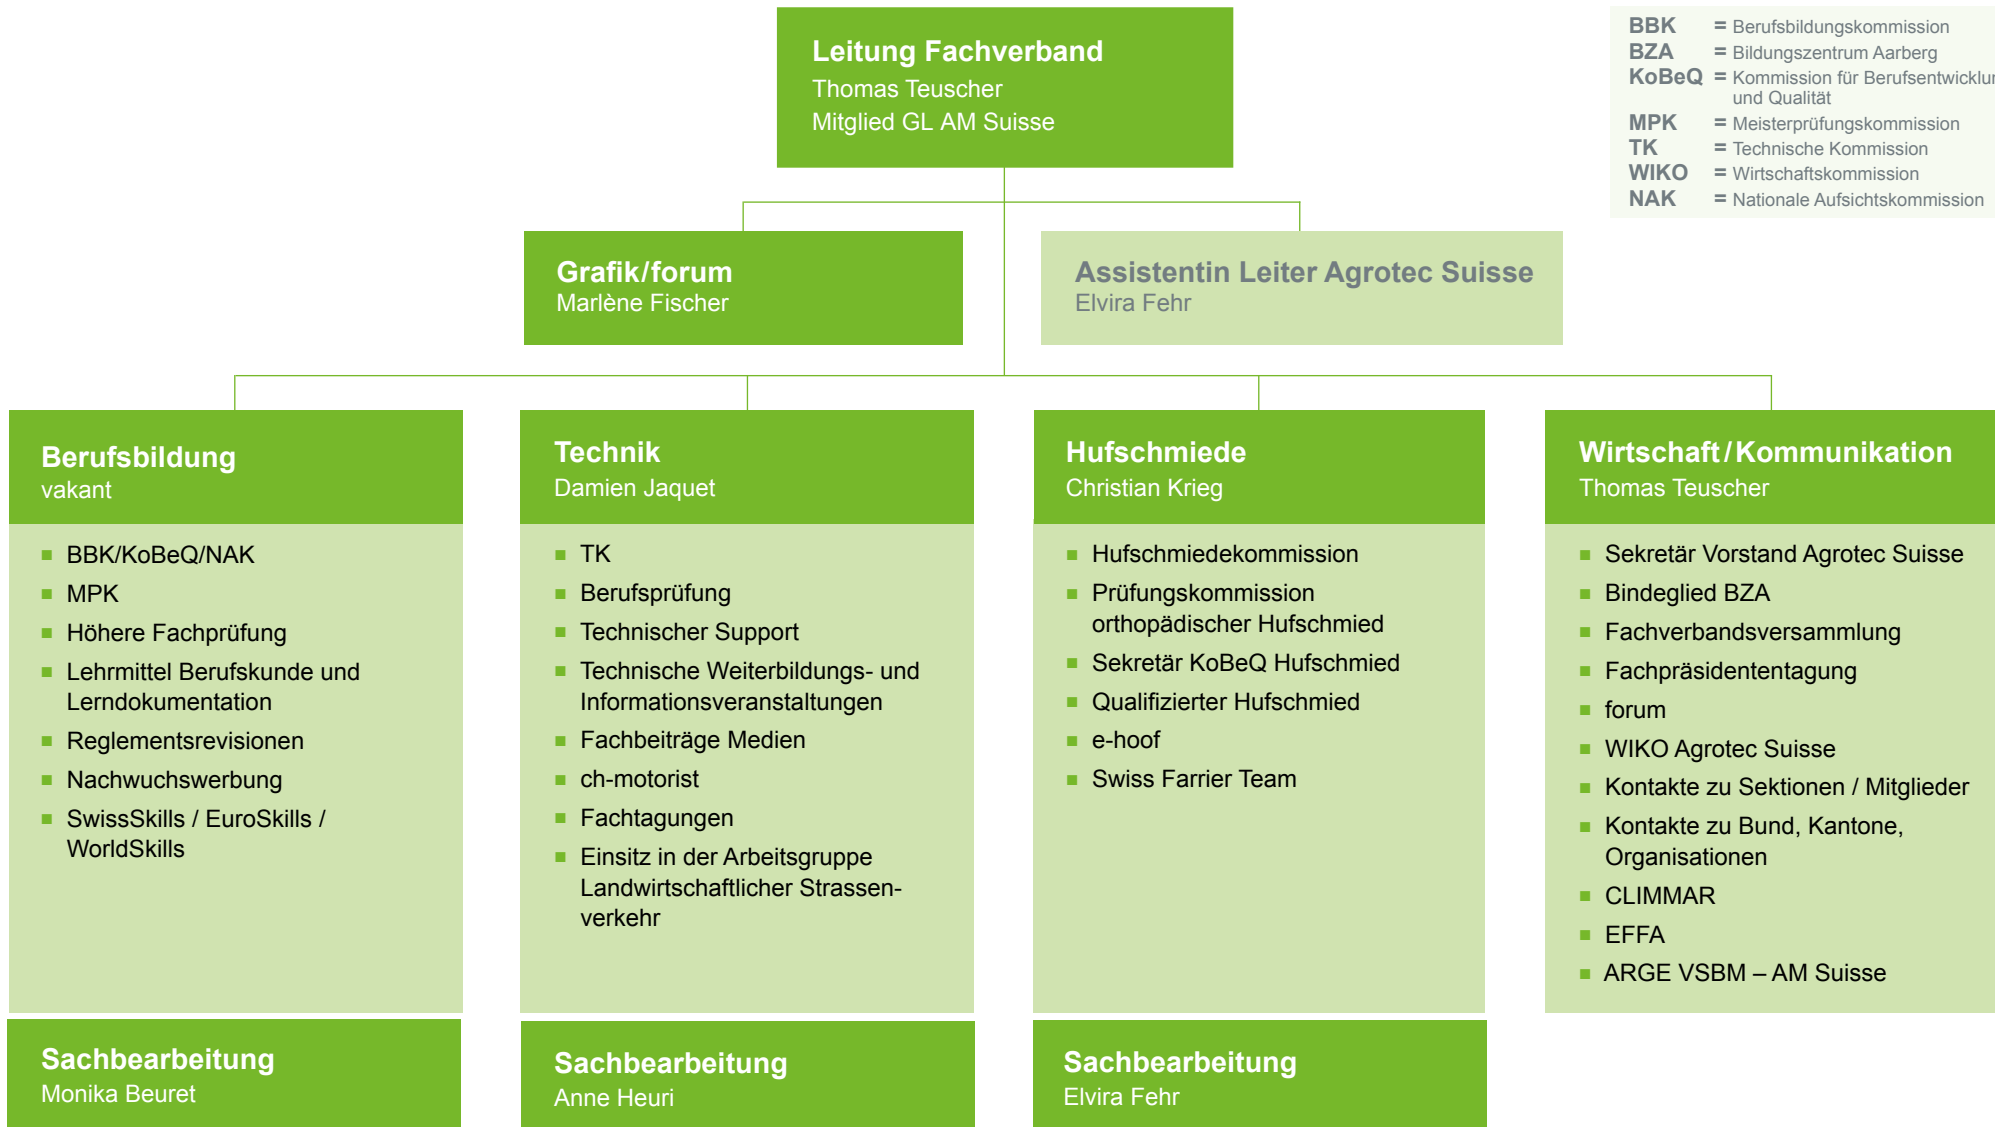 Leitung Fachverband
Thomas Teuscher
Mitglied GL AM Suisse
BBK = Berufsbildungskommission
BZA = Bildungszentrum Aarberg
KoBeQ = Kommission für Berufsentwicklun
und Qualität
MPK = Meisterprüfungskommission
TK = Technische Kommission
WIKO = Wirtschaftskommission
NAK = Nationale Aufsichtskommission
Grafik/forum
Marlène Fischer
Assistentin Leiter Agrotec Suisse
Elvira Fehr
Berufsbildung
vakant
■ BBK/KoBeQ/NAK
■ MPK
■ Höhere Fachprüfung
■ Lehrmittel Berufskunde und
Lerndokumentation
■ Reglementsrevisionen
■ Nachwuchswerbung
■ SwissSkills / EuroSkills /
WorldSkills
Sachbearbeitung
Monika Beuret
Technik
Damien Jaquet
■ TK
■ Berufsprüfung
■ Technischer Support
■ Technische Weiterbildungs- und
Informationsveranstaltungen
■ Fachbeiträge Medien
■ ch-motorist
■ Fachtagungen
■ Einsitz in der Arbeitsgruppe
Landwirtschaftlicher Strassen-
verkehr
Sachbearbeitung
Anne Heuri
Hufschmiede
Christian Krieg
■ Hufschmiedekommission
■ Prüfungskommission
orthopädischer Hufschmied
■ Sekretär KoBeQ Hufschmied
■ Qualifizierter Hufschmied
■ e-hoof
■ Swiss Farrier Team
Sachbearbeitung
Elvira Fehr
Wirtschaft / Kommunikation
Thomas Teuscher
■ Sekretär Vorstand Agrotec Suisse
■ Bindeglied BZA
■ Fachverbandsversammlung
■ Fachpräsidententagung
■ forum
■ WIKO Agrotec Suisse
■ Kontakte zu Sektionen / Mitglieder
■ Kontakte zu Bund, Kantone,
Organisationen
■ CLIMMAR
■ EFFA
■ ARGE VSBM – AM Suisse